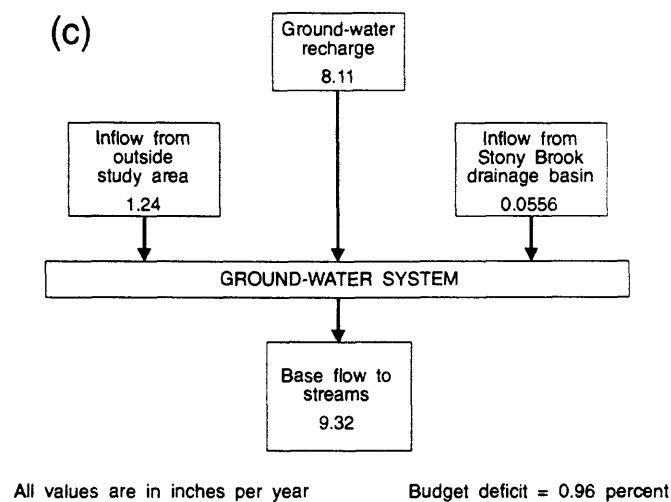 (c)
Ground-water
recharge
8.11
Inflow from
outside
study area
1.24
Inflow from
Stony Brook
drainage basin
0.0556
GROUND-WATER SYSTEM
Base flow to
streams
9.32
All values are in inches per year
Budget deficit = 0.96 percent